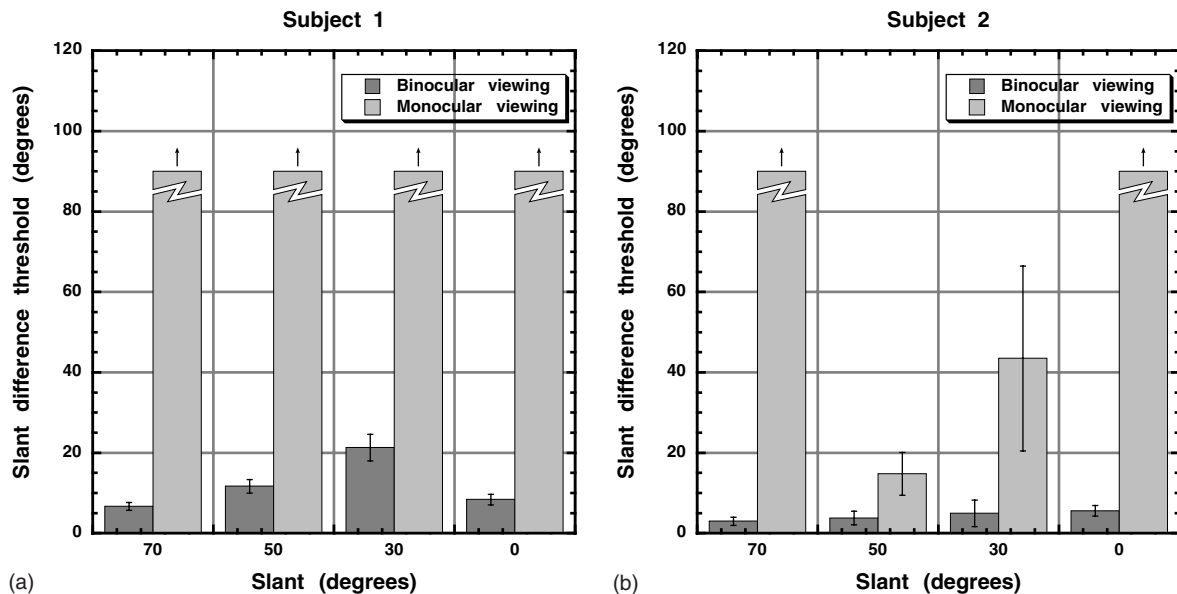 Subject 1
120
100
80
60
40
20
0
Slant difference threshold (degrees)
Binocular viewing
Monocular viewing
70 50 30 0
Slant (degrees)
(a)
Subject 2
120
100
80
60
40
20
0
Slant difference threshold (degrees)
Binocular viewing
Monocular viewing
70 50 30 0
Slant (degrees)
(b)